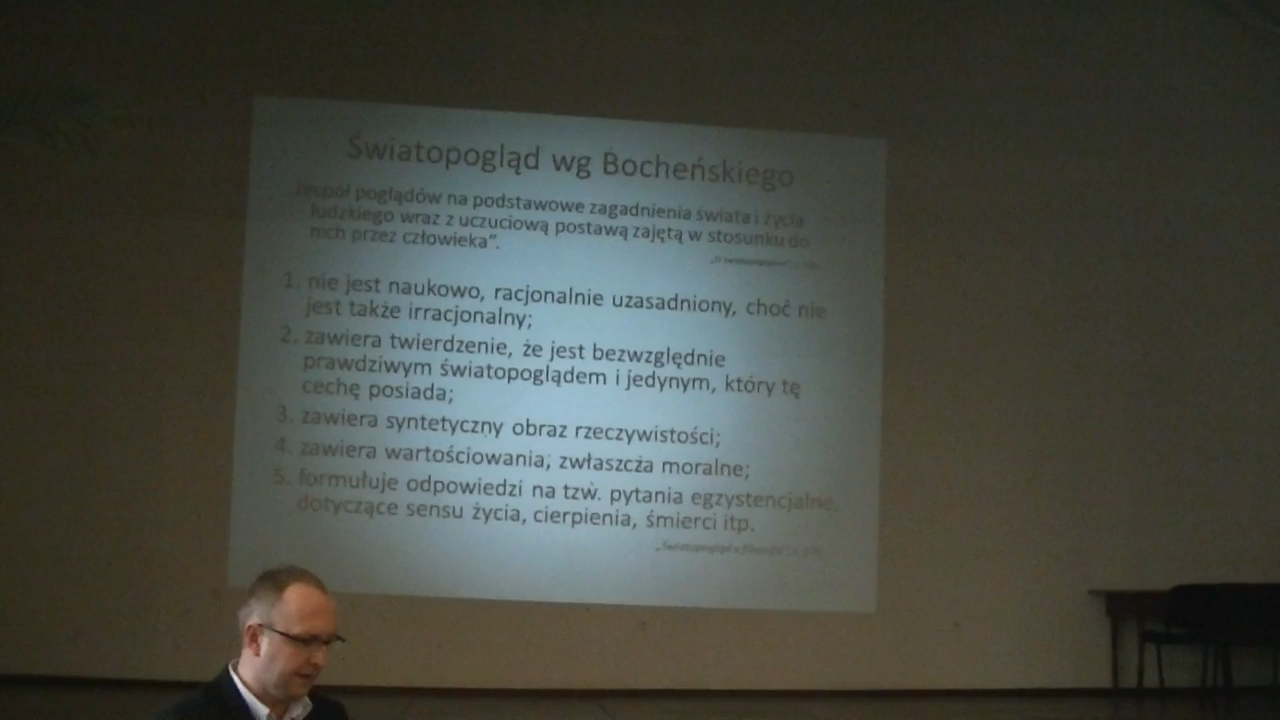 Światopogląd wg Bocheńskiego
zespół poglądów na podstawowe zagadnienia świata i życia
ludzkiego wraz z uczuciową postawą zajętą w stosunku do
nich przez człowieka”.
1. nie jest naukowo, racjonalnie uzasadniony, choć nie
jest także irracjonalny;
2. zawiera twierdzenie, że jest bezwzględnie
prawdziwym światopoglądem i jedynym, który tę
cechę posiada;
3. zawiera syntetyczny obraz rzeczywistości;
4. zawiera wartościowania, zwłaszcza moralne;
5. formułuje odpowiedzi na tzw. pytania egzystencjalne,
dotyczące sensu życia, cierpienia, śmierci itp.